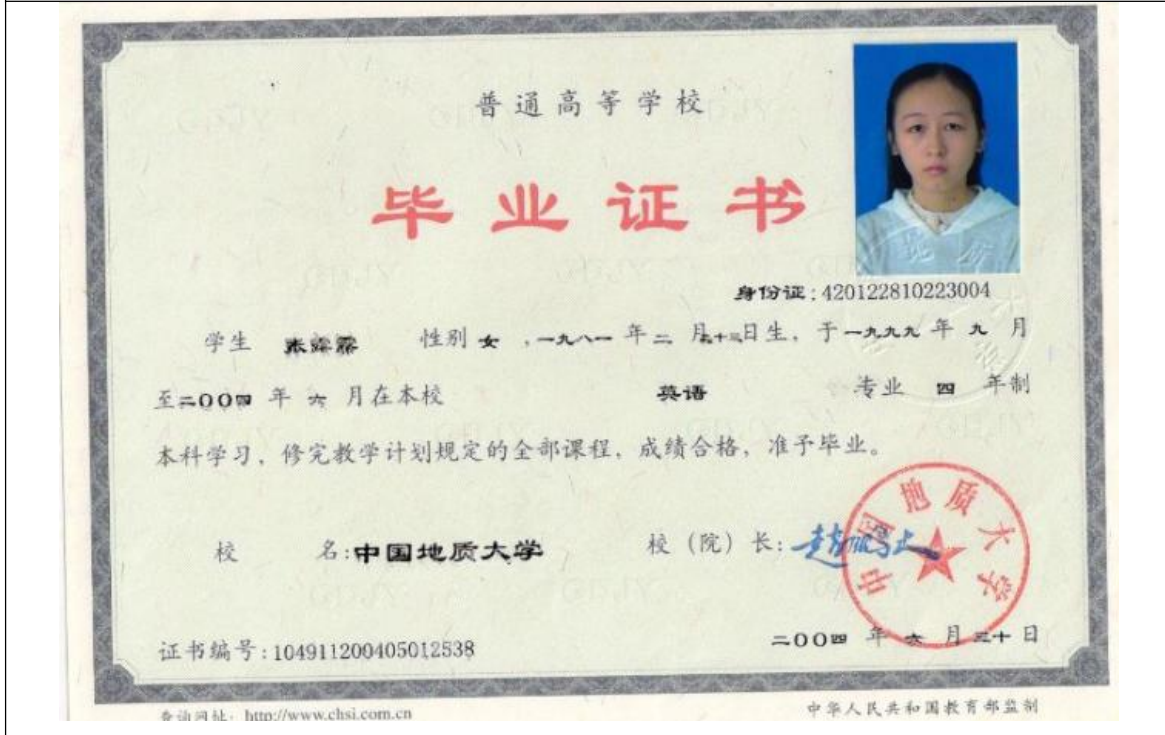 普通高等学校
毕业证书
身份证:420122810223004
学生 张露露 性别 女 ,一九八一 年 二 月二十三日生, 于 一九九九 年 九 月
至二〇〇四 年 六 月在本校 英语 专业 四 年制
本科学习, 修完教学计划规定的全部课程, 成绩合格, 准予毕业。
校 名:中国地质大学 校(院)长:
中国地质大学
证书编号:104911200405012538 二〇〇四 年 六 月三十日
查询网址: http://www.chsi.com.cn 中华人民共和国教育部监制